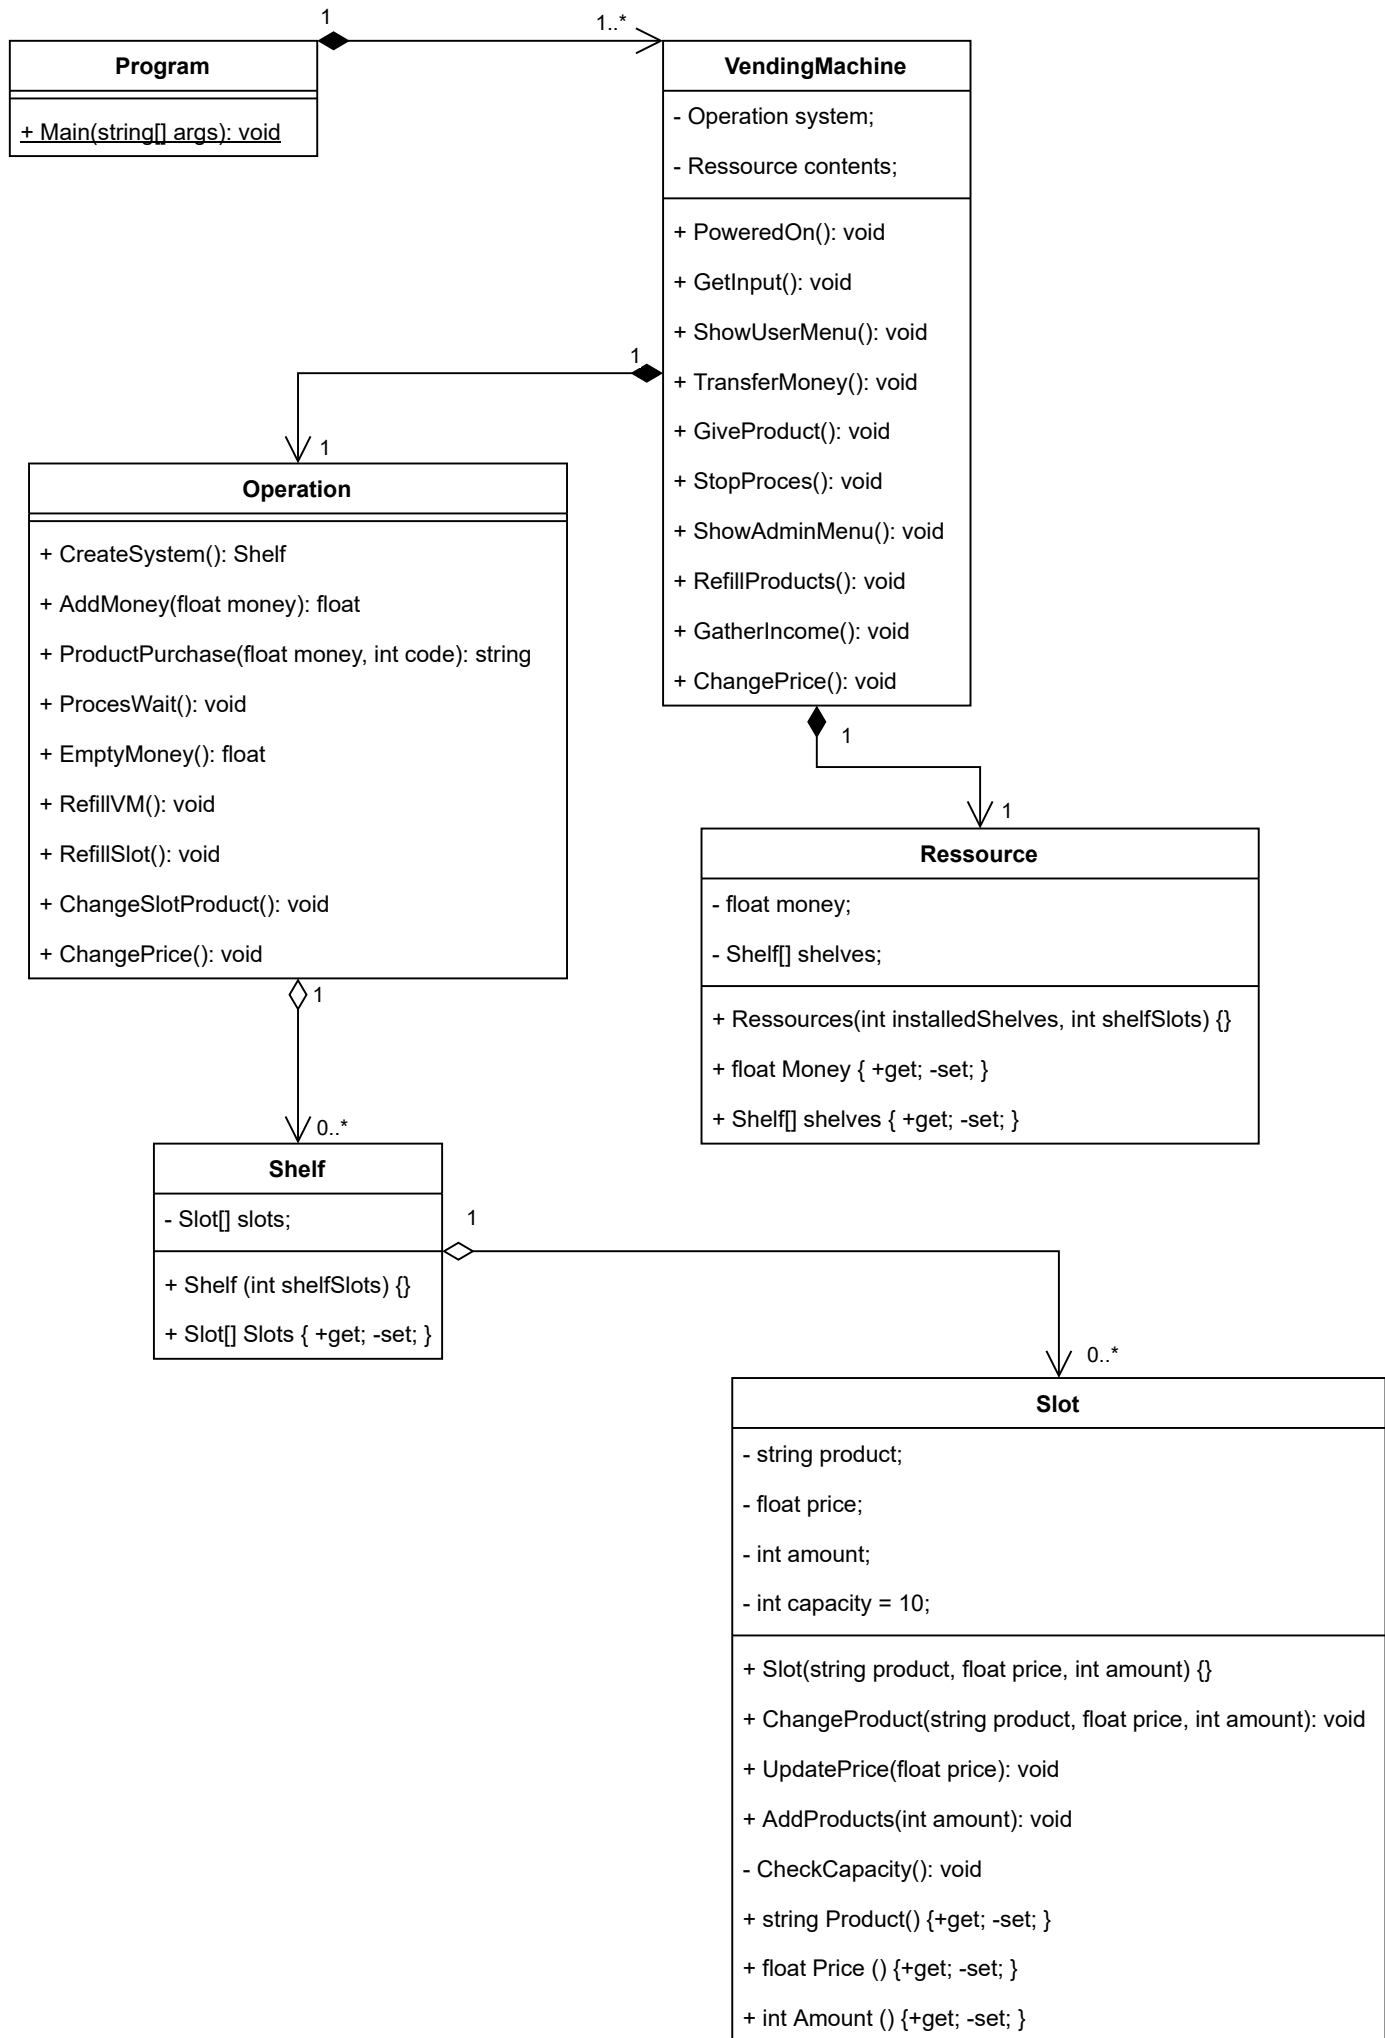 1
1..*
Program
+ Main(string[] args): void
VendingMachine
- Operation system;
- Ressource contents;
+ PoweredOn(): void
+ GetInput(): void
+ ShowUserMenu(): void
+ TransferMoney(): void
+ GiveProduct(): void
+ StopProces(): void
+ ShowAdminMenu(): void
+ RefillProducts(): void
+ GatherIncome(): void
+ ChangePrice(): void
1
1
Operation
+ CreateSystem(): Shelf
+ AddMoney(float money): float
+ ProductPurchase(float money, int code): string
+ ProcesWait(): void
+ EmptyMoney(): float
+ RefillVM(): void
+ RefillSlot(): void
+ ChangeSlotProduct(): void
+ ChangePrice(): void
1
1
Ressource
- float money;
- Shelf[] shelves;
+ Ressources(int installedShelves, int shelfSlots) {}
+ float Money { +get; -set; }
+ Shelf[] shelves { +get; -set; }
1
0..*
Shelf
- Slot[] slots;
+ Shelf (int shelfSlots) {}
+ Slot[] Slots { +get; -set; }
1
0..*
Slot
- string product;
- float price;
- int amount;
- int capacity = 10;
+ Slot(string product, float price, int amount) {}
+ ChangeProduct(string product, float price, int amount): void
+ UpdatePrice(float price): void
+ AddProducts(int amount): void
- CheckCapacity(): void
+ string Product() {+get; -set; }
+ float Price () {+get; -set; }
+ int Amount () {+get; -set; }